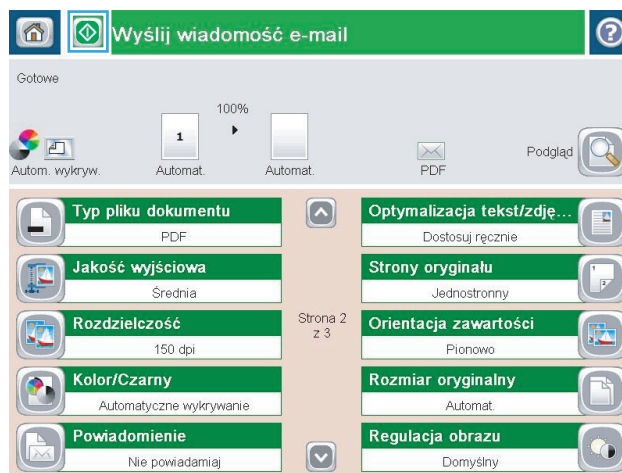 Wyślij wiadomość e-mail
Gotowe
100%
1
Autom. wykryw.
Automat.
Automat.
PDF
Podgląd
Typ pliku dokumentu
PDF
Optymalizacja tekst/zdję...
Dostosuj ręcznie
Jakość wyjściowa
Średnia
Strony oryginału
Jednostronny
Rozdzielczość
150 dpi
Strona 2
z 3
Orientacja zawartości
Pionowo
Kolor/Czarny
Automatyczne wykrywanie
Rozmiar oryginalny
Automat.
Powiadomienie
Nie powiadamiaj
Regulacja obrazu
Domyślny